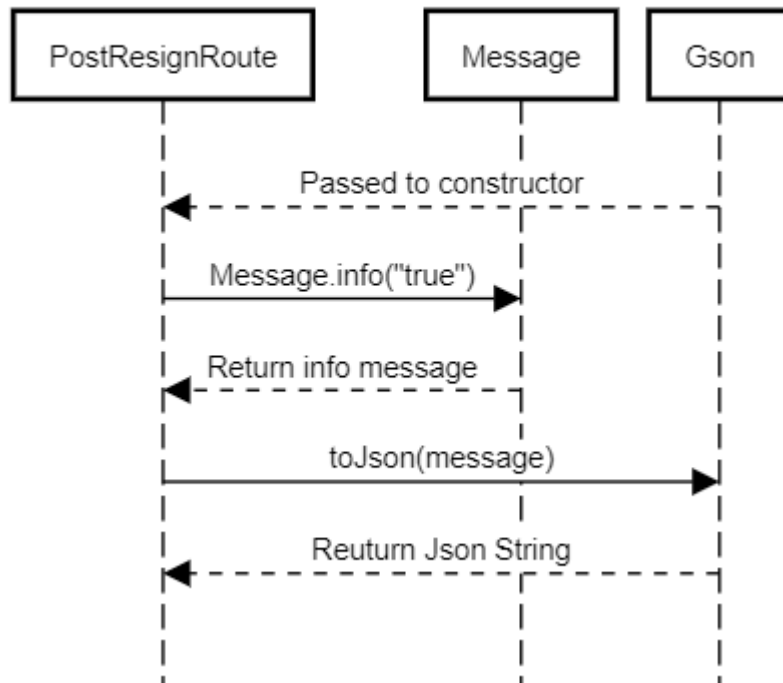 PostResignRoute
Message
Gson
Passed to constructor
Message.info("true")
Return info message
toJson(message)
Reuturn Json String